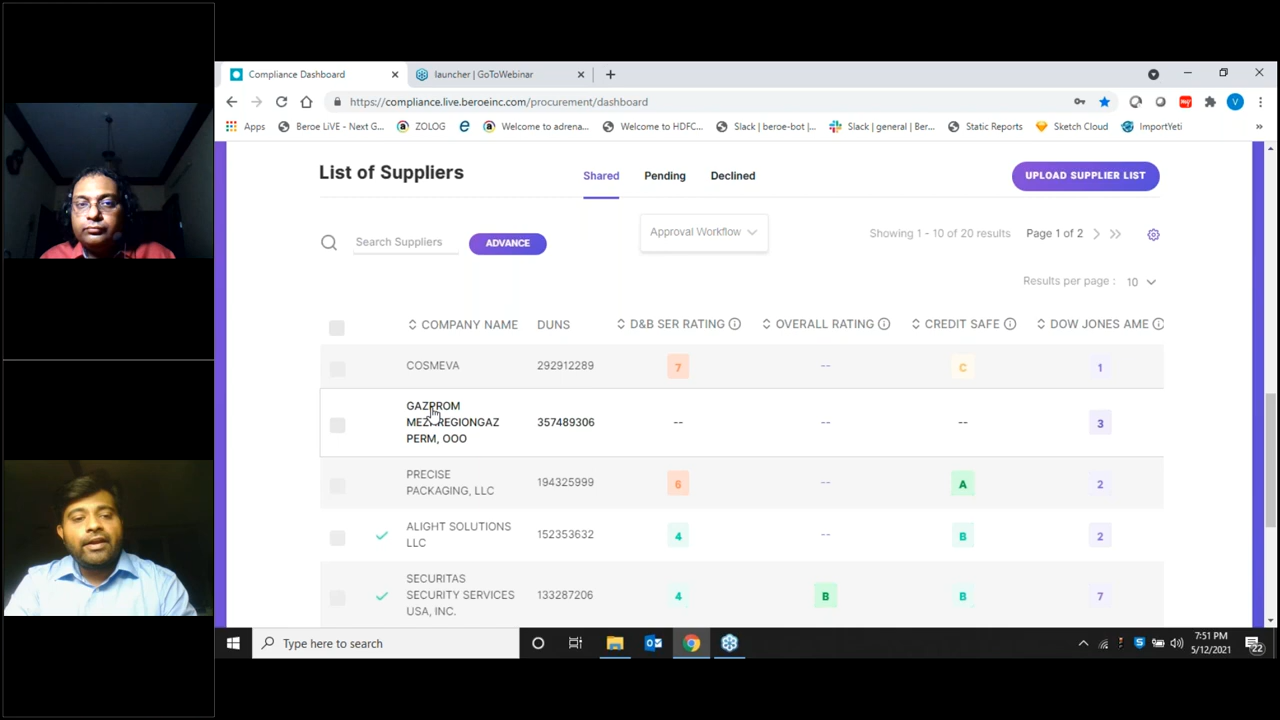 Compliance Dashboard
launcher | GoToWebinar
https://compliance.live.beroeinc.com/procurement/dashboard
Apps Beroe LiVE - Next G... ZOLOG Welcome to adrena... Welcome to HDFC... Slack | beroe-bot |... Slack | general | Ber... Static Reports Sketch Cloud ImportYeti
List of Suppliers Shared Pending Declined UPLOAD SUPPLIER LIST
Search Suppliers ADVANCE Approval Workflow Showing 1 - 10 of 20 results Page 1 of 2
Results per page : 10
COMPANY NAME DUNS D&B SER RATING OVERALL RATING CREDIT SAFE DOW JONES AME
COSMEVA 292912289 7 -- C 1
GAZPROM
PERM, OOO 357489306 -- -- -- 3
PRECISE
PACKAGING, LLC 194325999 6 -- A 2
ALIGHT SOLUTIONS
LLC 152353632 4 -- B 2
SECURITAS
SECURITY SERVICES
USA, INC. 133287206 4 B B 7
Type here to search
7:51 PM
5/12/2021
22